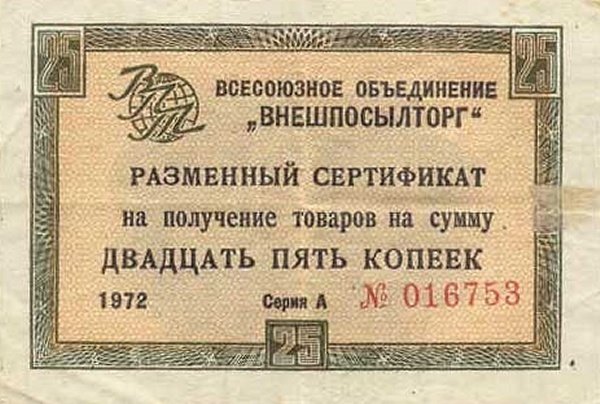 25 25
ВПТ
ВСЕСОЮЗНОЕ ОБЪЕДИНЕНИЕ
„ВНЕШПОСЫЛТОРГ“
РАЗМЕННЫЙ СЕРТИФИКАТ
на получение товаров на сумму
ДВАДЦАТЬ ПЯТЬ КОПЕЕК
1972 Серия А № 016753
25